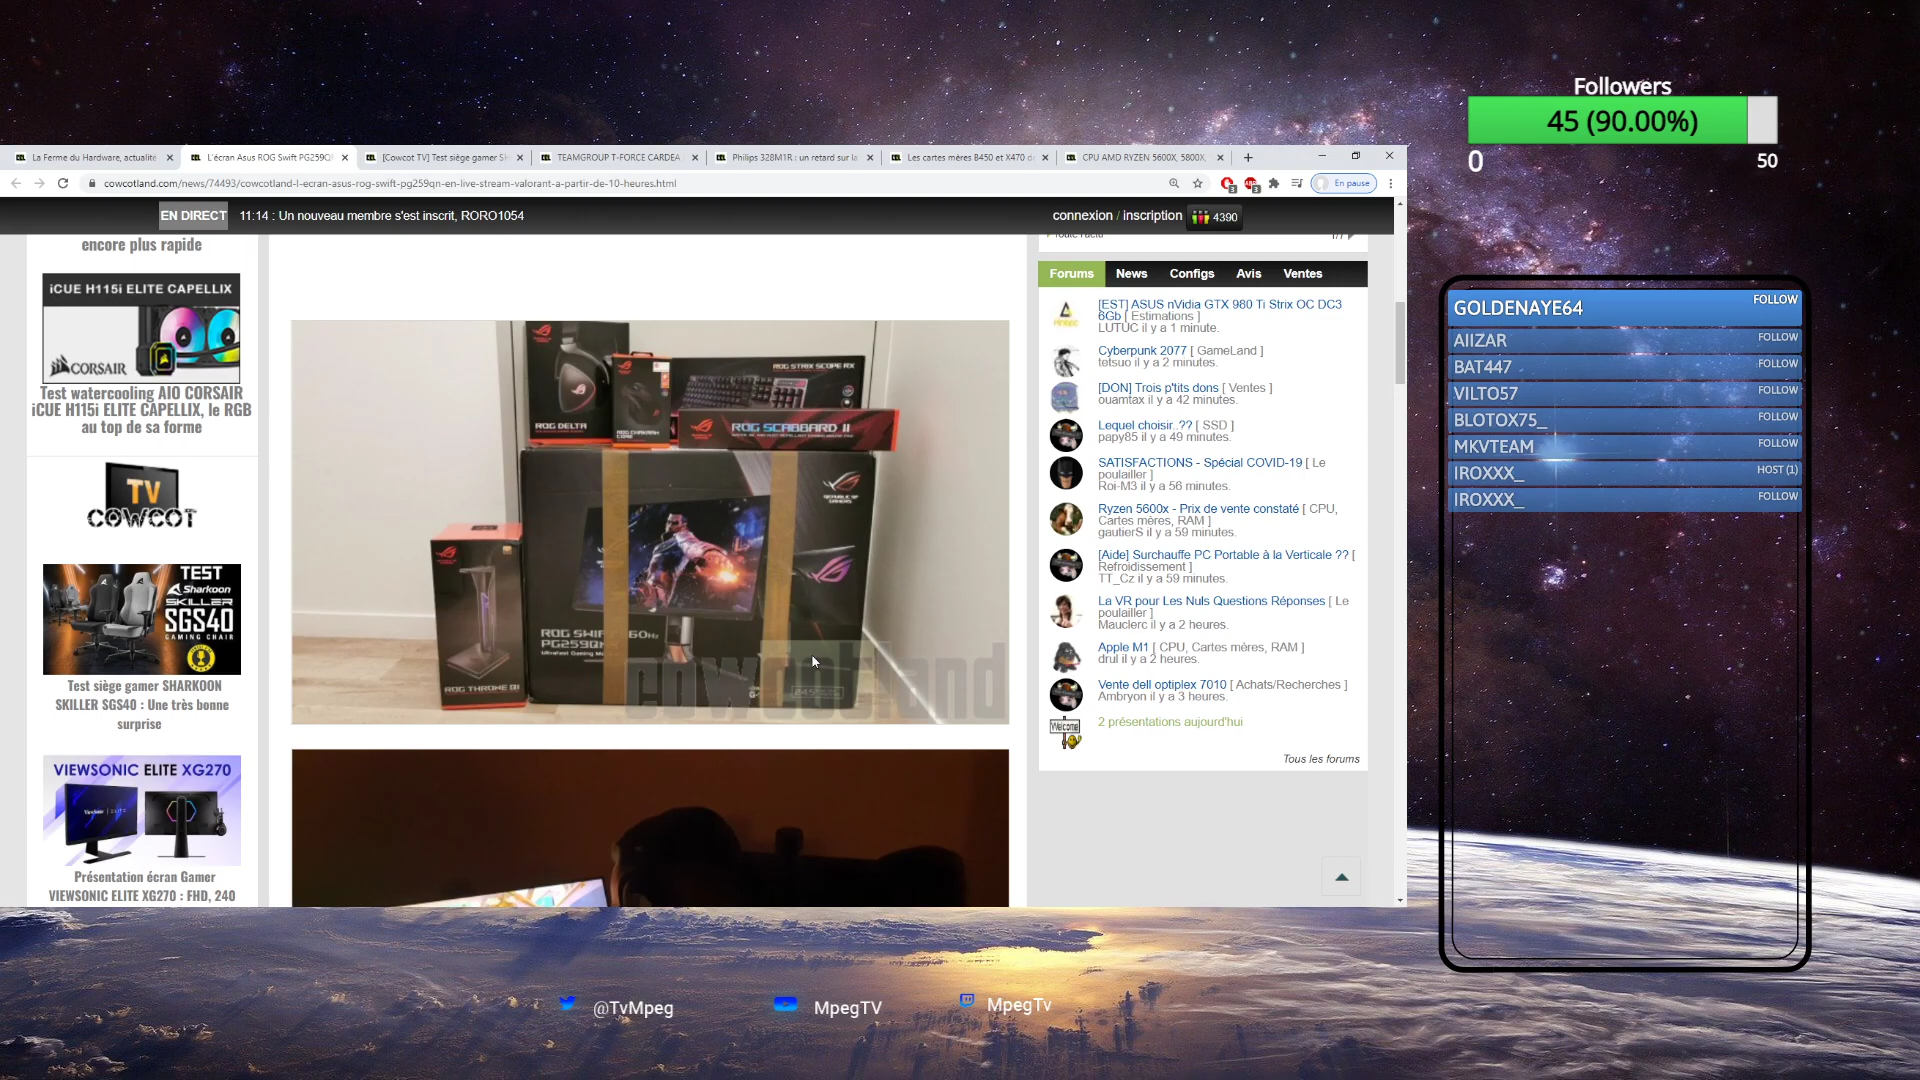 Followers
45 (90.00%)
0
50
La Ferme du Hardware, actualité
L'écran Asus ROG Swift PG259Q
[Cowcot TV] Test siège gamer S
TEAMGROUP T-FORCE CARDEA
Philips 328M1R : un retard sur la
Les cartes mères B450 et X470 d
CPU AMD RYZEN 5600X, 5800X,
cowcotland.com/news/74493/cowcotland-l-ecran-asus-rog-swift-pg259qn-en-live-stream-valorant-a-partir-de-10-heures.html
En pause
EN DIRECT
11:14 : Un nouveau membre s'est inscrit, RORO1054
connexion / inscription
4390
encore plus rapide
iCUE H115i ELITE CAPELLIX
CORSAIR
Test watercooling AIO CORSAIR
iCUE H115i ELITE CAPELLIX, le RGB
au top de sa forme
TV
COWCOT
TEST
Sharkoon
SKILLER
SGS40
GAMING CHAIR
Test siège gamer SHARKOON
SKILLER SGS40 : Une très bonne
surprise
VIEWSONIC ELITE XG270
Présentation écran Gamer
VIEWSONIC ELITE XG270 : FHD, 240
ROG DELTA
ROG STRIX SCOPE RX
ROG SCABBARD II
ROG THRONE QI
cowcotland
Forums
News
Configs
Avis
Ventes
[EST] ASUS nVidia GTX 980 Ti Strix OC DC3
6Gb [ Estimations ]
LUTUC il y a 1 minute.
Cyberpunk 2077 [ GameLand ]
tetsuo il y a 2 minutes.
[DON] Trois p'tits dons [ Ventes ]
ouamtax il y a 42 minutes.
Lequel choisir..?? [ SSD ]
papy85 il y a 49 minutes.
SATISFACTIONS - Spécial COVID-19 [ Le
poulailler ]
Roi-M3 il y a 56 minutes.
Ryzen 5600x - Prix de vente constaté [ CPU,
Cartes mères, RAM ]
gautierS il y a 59 minutes.
[Aide] Surchauffe PC Portable à la Verticale ?? [
Refroidissement ]
TT_Cz il y a 59 minutes.
La VR pour Les Nuls Questions Réponses [ Le
poulailler ]
Mauclerc il y a 2 heures.
Apple M1 [ CPU, Cartes mères, RAM ]
drul il y a 2 heures.
Vente dell optiplex 7010 [ Achats/Recherches ]
Ambryon il y a 3 heures.
Welcome
2 présentations aujourd'hui
Tous les forums
GOLDENAYE64 FOLLOW
AIIZAR FOLLOW
BAT447 FOLLOW
VILTO57 FOLLOW
BLOTOX75_ FOLLOW
MKVTEAM FOLLOW
IROXXX_ HOST (1)
IROXXX_ FOLLOW
@TvMpeg
MpegTV
MpegTv